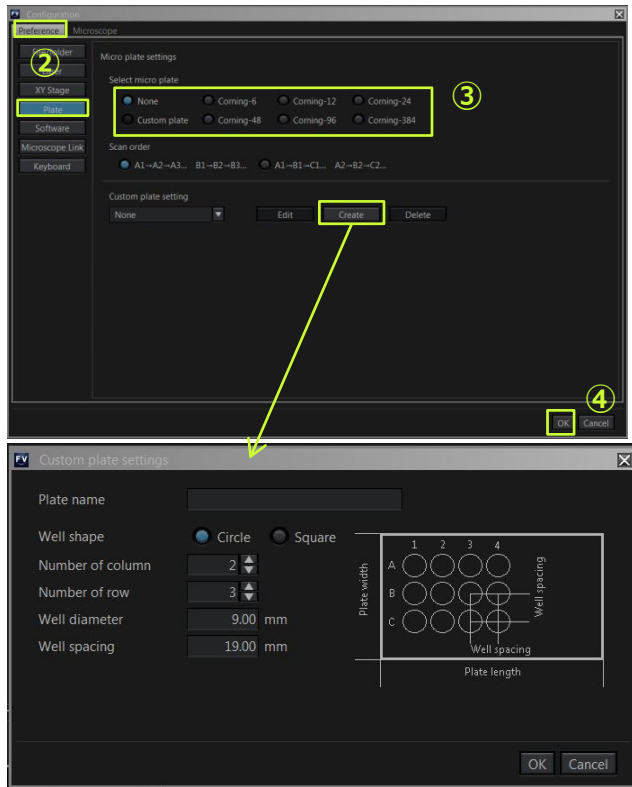 Configuration
Preference Microscope
②
XY Stage
Plate
Software
Microscope Link
Keyboard
Micro plate settings
Select micro plate
None Corning-6 Corning-12 Corning-24
Custom plate Corning-48 Corning-96 Corning-384
③
Scan order
A1→A2→A3... B1→B2→B3... A1→B1→C1... A2→B2→C2...
Custom plate setting
None Edit Create Delete
④
OK Cancel
FV Custom plate settings
Plate name
Well shape Circle Square
Number of column 2
Number of row 3
Well diameter 9.00 mm
Well spacing 19.00 mm
1 2 3 4
A
B
C
Plate width
Well spacing
Well spacing
Plate length
OK Cancel